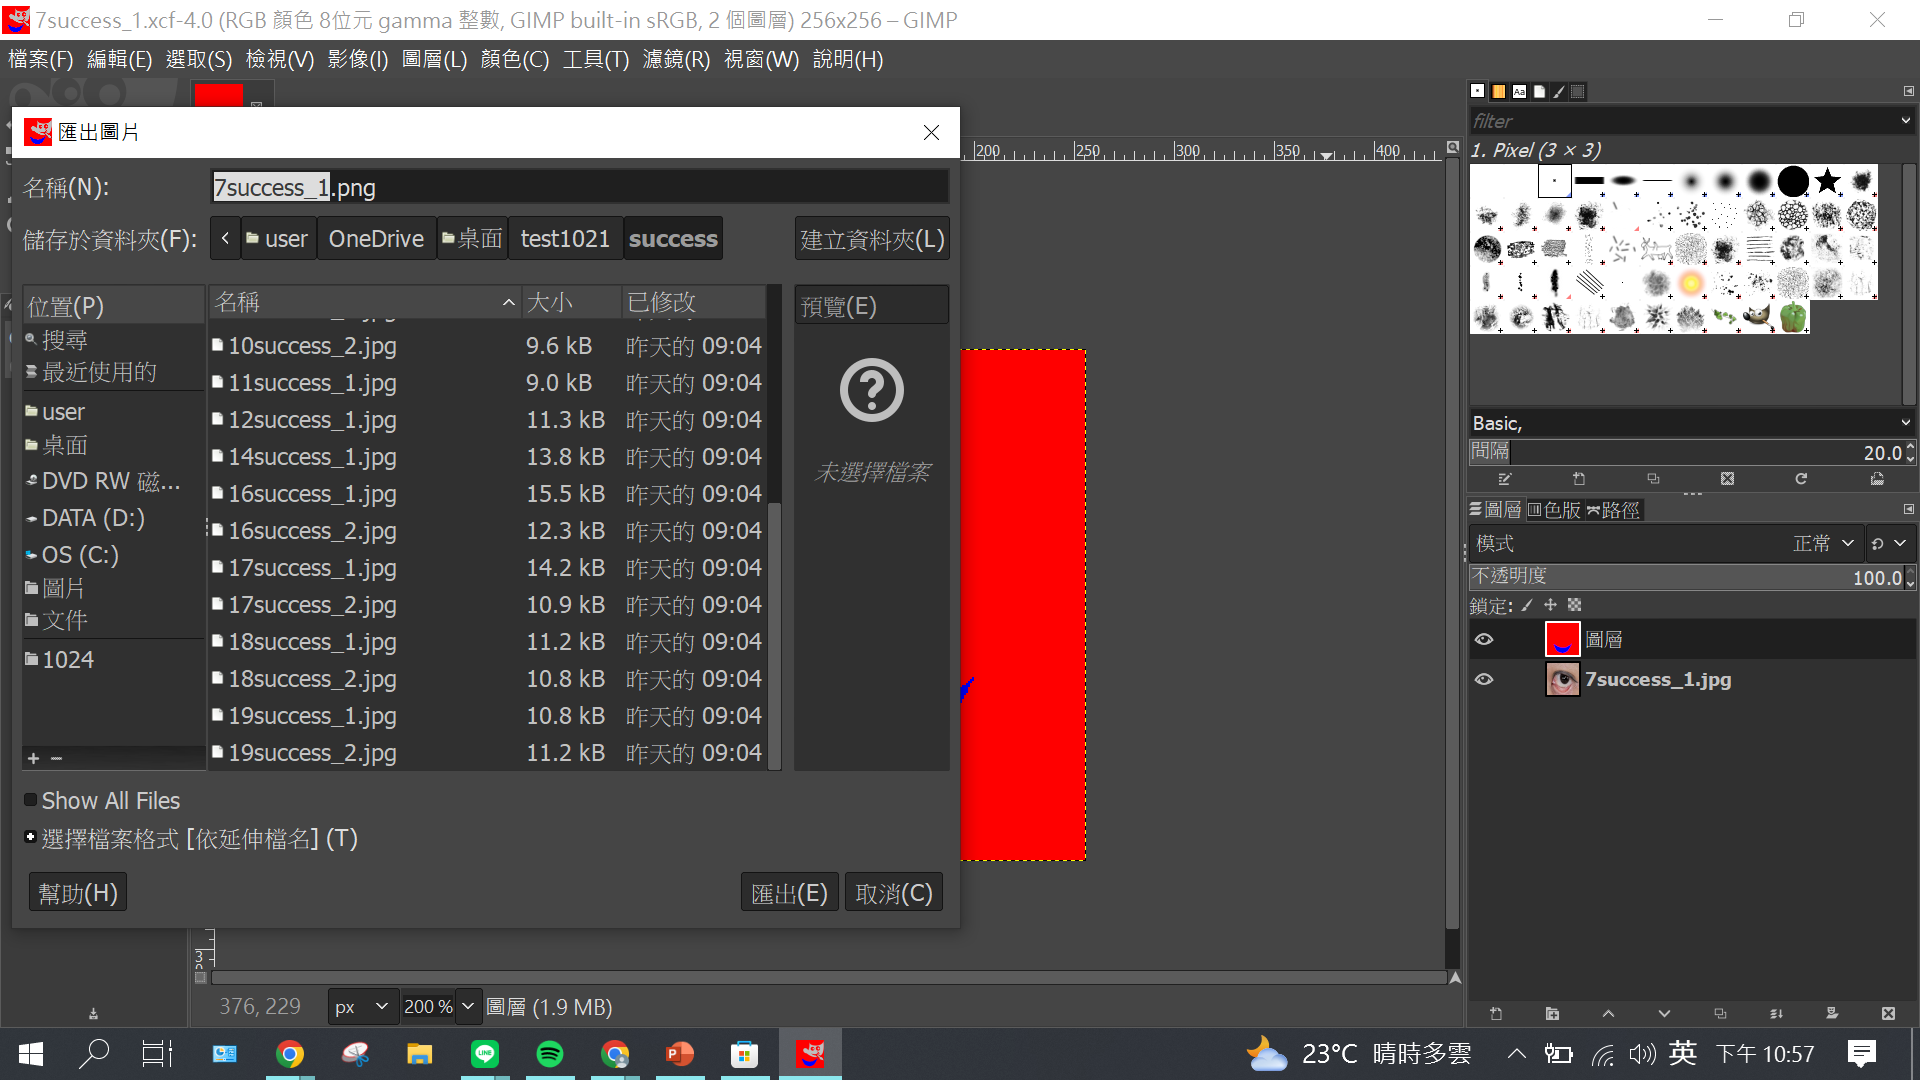 7success_1.xcf-4.0 (RGB 顏色 8位元 gamma 整數, GIMP built-in sRGB, 2 個圖層) 256x256 – GIMP
檔案(F) 編輯(E) 選取(S) 檢視(V) 影像(I) 圖層(L) 顏色(C) 工具(T) 濾鏡(R) 視窗(W) 說明(H)
匯出圖片
名稱(N):
7success_1.png
儲存於資料夾(F):
user OneDrive 桌面 test1021 success
建立資料夾(L)
位置(P)
搜尋
最近使用的
user
桌面
DVD RW 磁...
DATA (D:)
OS (C:)
圖片
文件
1024
名稱 大小 已修改
10success_2.jpg 9.6 kB 昨天的 09:04
11success_1.jpg 9.0 kB 昨天的 09:04
12success_1.jpg 11.3 kB 昨天的 09:04
14success_1.jpg 13.8 kB 昨天的 09:04
16success_1.jpg 15.5 kB 昨天的 09:04
16success_2.jpg 12.3 kB 昨天的 09:04
17success_1.jpg 14.2 kB 昨天的 09:04
17success_2.jpg 10.9 kB 昨天的 09:04
18success_1.jpg 11.2 kB 昨天的 09:04
18success_2.jpg 10.8 kB 昨天的 09:04
19success_1.jpg 10.8 kB 昨天的 09:04
19success_2.jpg 11.2 kB 昨天的 09:04
預覽(E)
未選擇檔案
Show All Files
選擇檔案格式 [依延伸檔名] (T)
幫助(H)
匯出(E) 取消(C)
200 250 300 350 400
3
376, 229 px 200 % 圖層 (1.9 MB)
Aa
filter
1. Pixel (3 × 3)
Basic,
間隔 20.0
圖層 色版 路徑
模式 正常
不透明度 100.0
鎖定:
圖層
7success_1.jpg
23°C 晴時多雲 英 下午 10:57